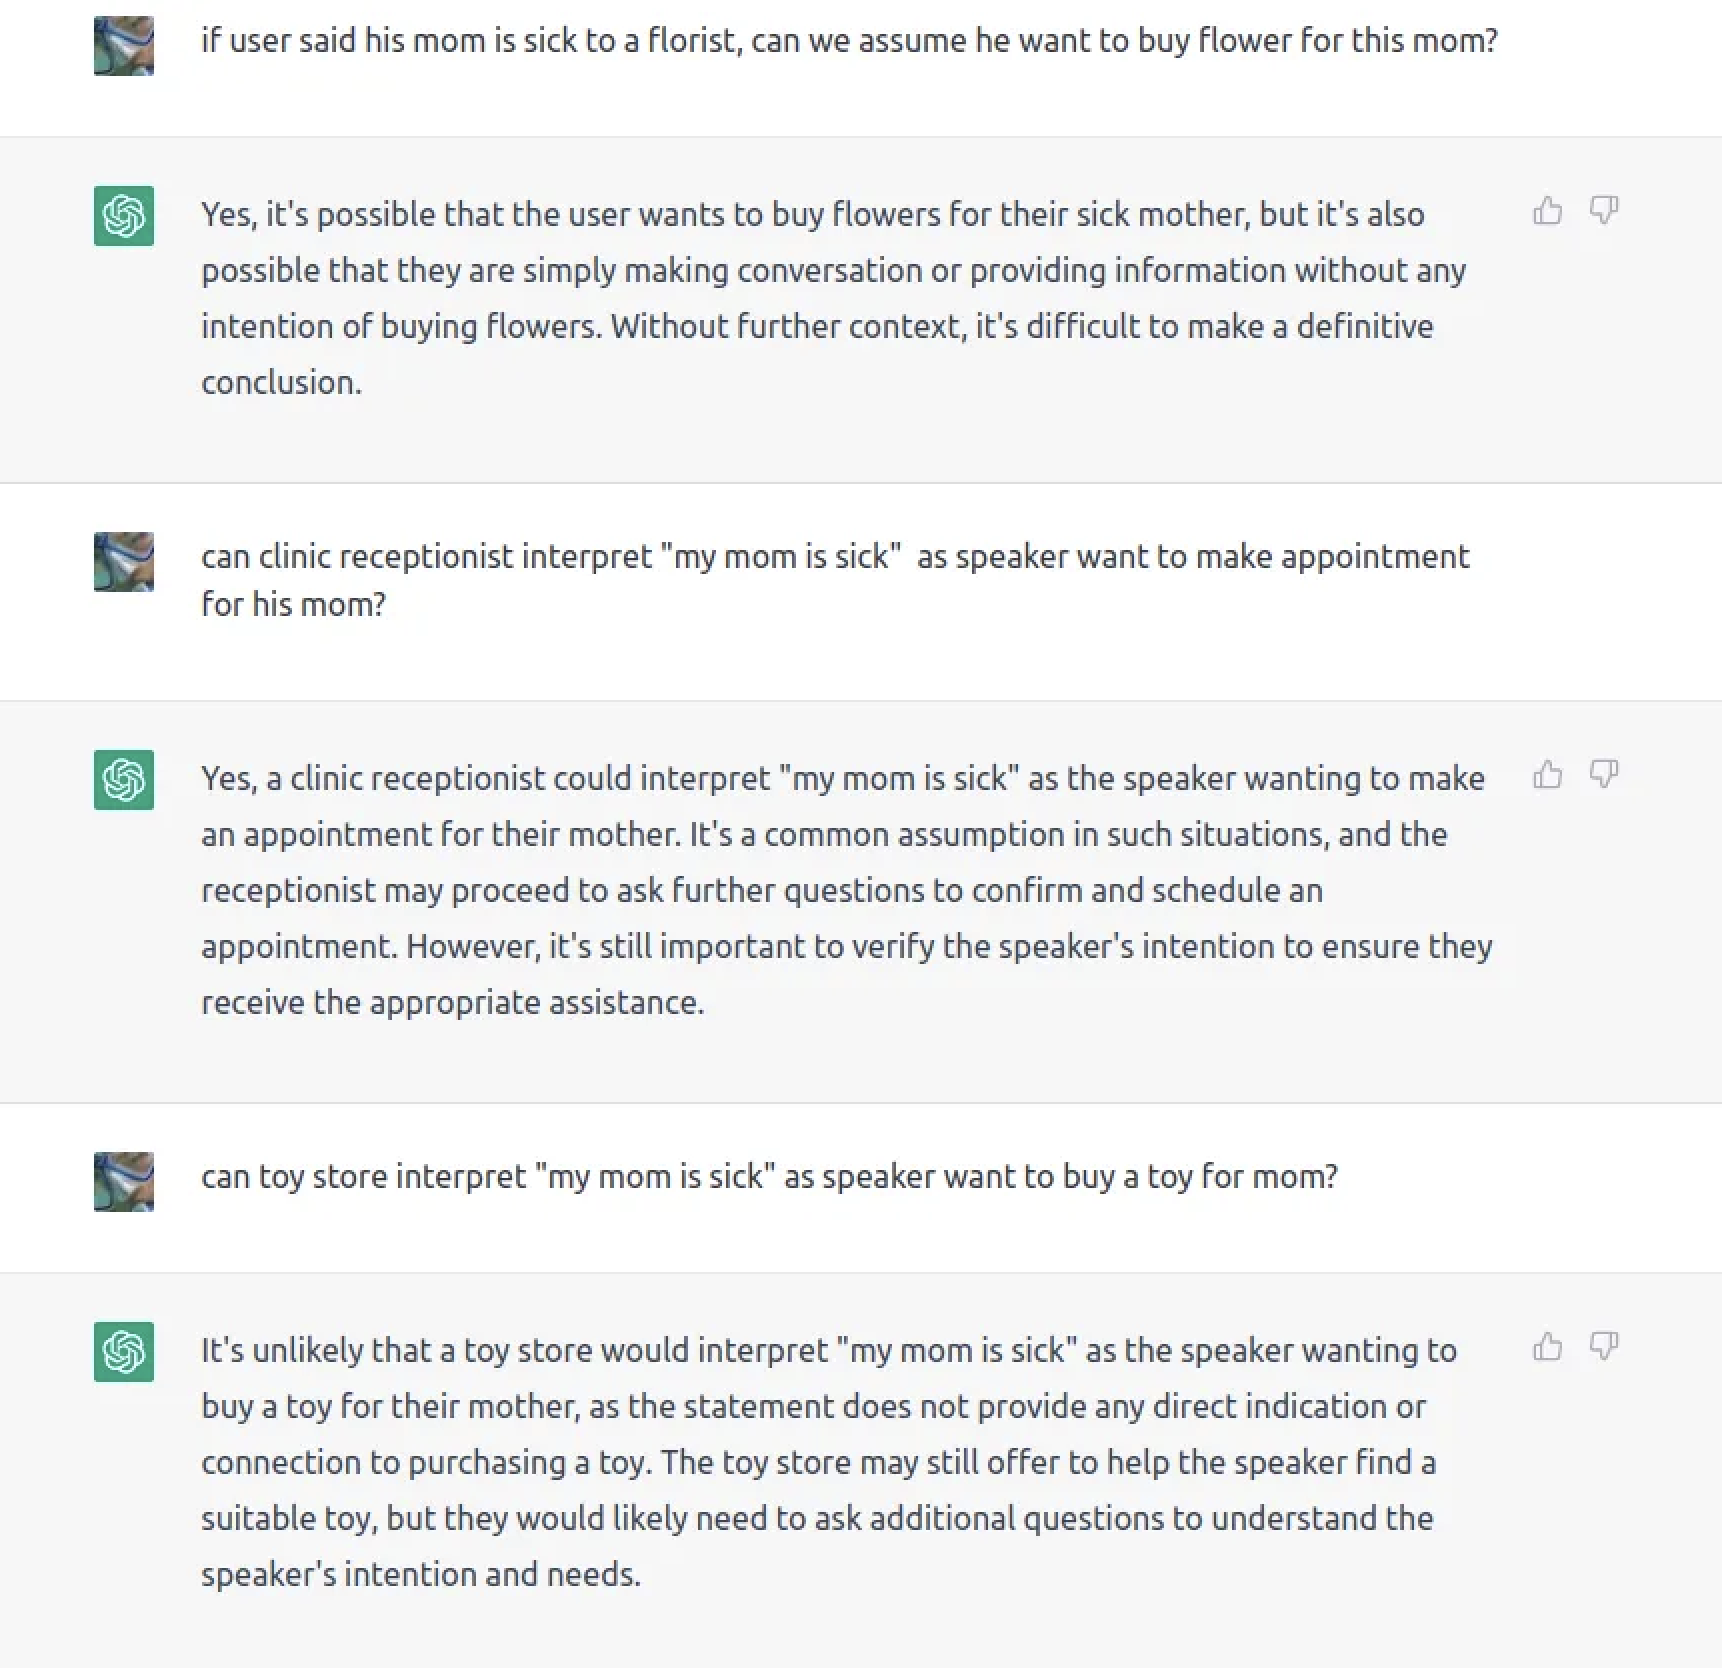 if user said his mom is sick to a florist, can we assume he want to buy flower for this mom?
Yes, it's possible that the user wants to buy flowers for their sick mother, but it's also
possible that they are simply making conversation or providing information without any
intention of buying flowers. Without further context, it's difficult to make a definitive
conclusion.
can clinic receptionist interpret "my mom is sick"  as speaker want to make appointment
for his mom?
Yes, a clinic receptionist could interpret "my mom is sick" as the speaker wanting to make
an appointment for their mother. It's a common assumption in such situations, and the
receptionist may proceed to ask further questions to confirm and schedule an
appointment. However, it's still important to verify the speaker's intention to ensure they
receive the appropriate assistance.
can toy store interpret "my mom is sick" as speaker want to buy a toy for mom?
It's unlikely that a toy store would interpret "my mom is sick" as the speaker wanting to
buy a toy for their mother, as the statement does not provide any direct indication or
connection to purchasing a toy. The toy store may still offer to help the speaker find a
suitable toy, but they would likely need to ask additional questions to understand the
speaker's intention and needs.